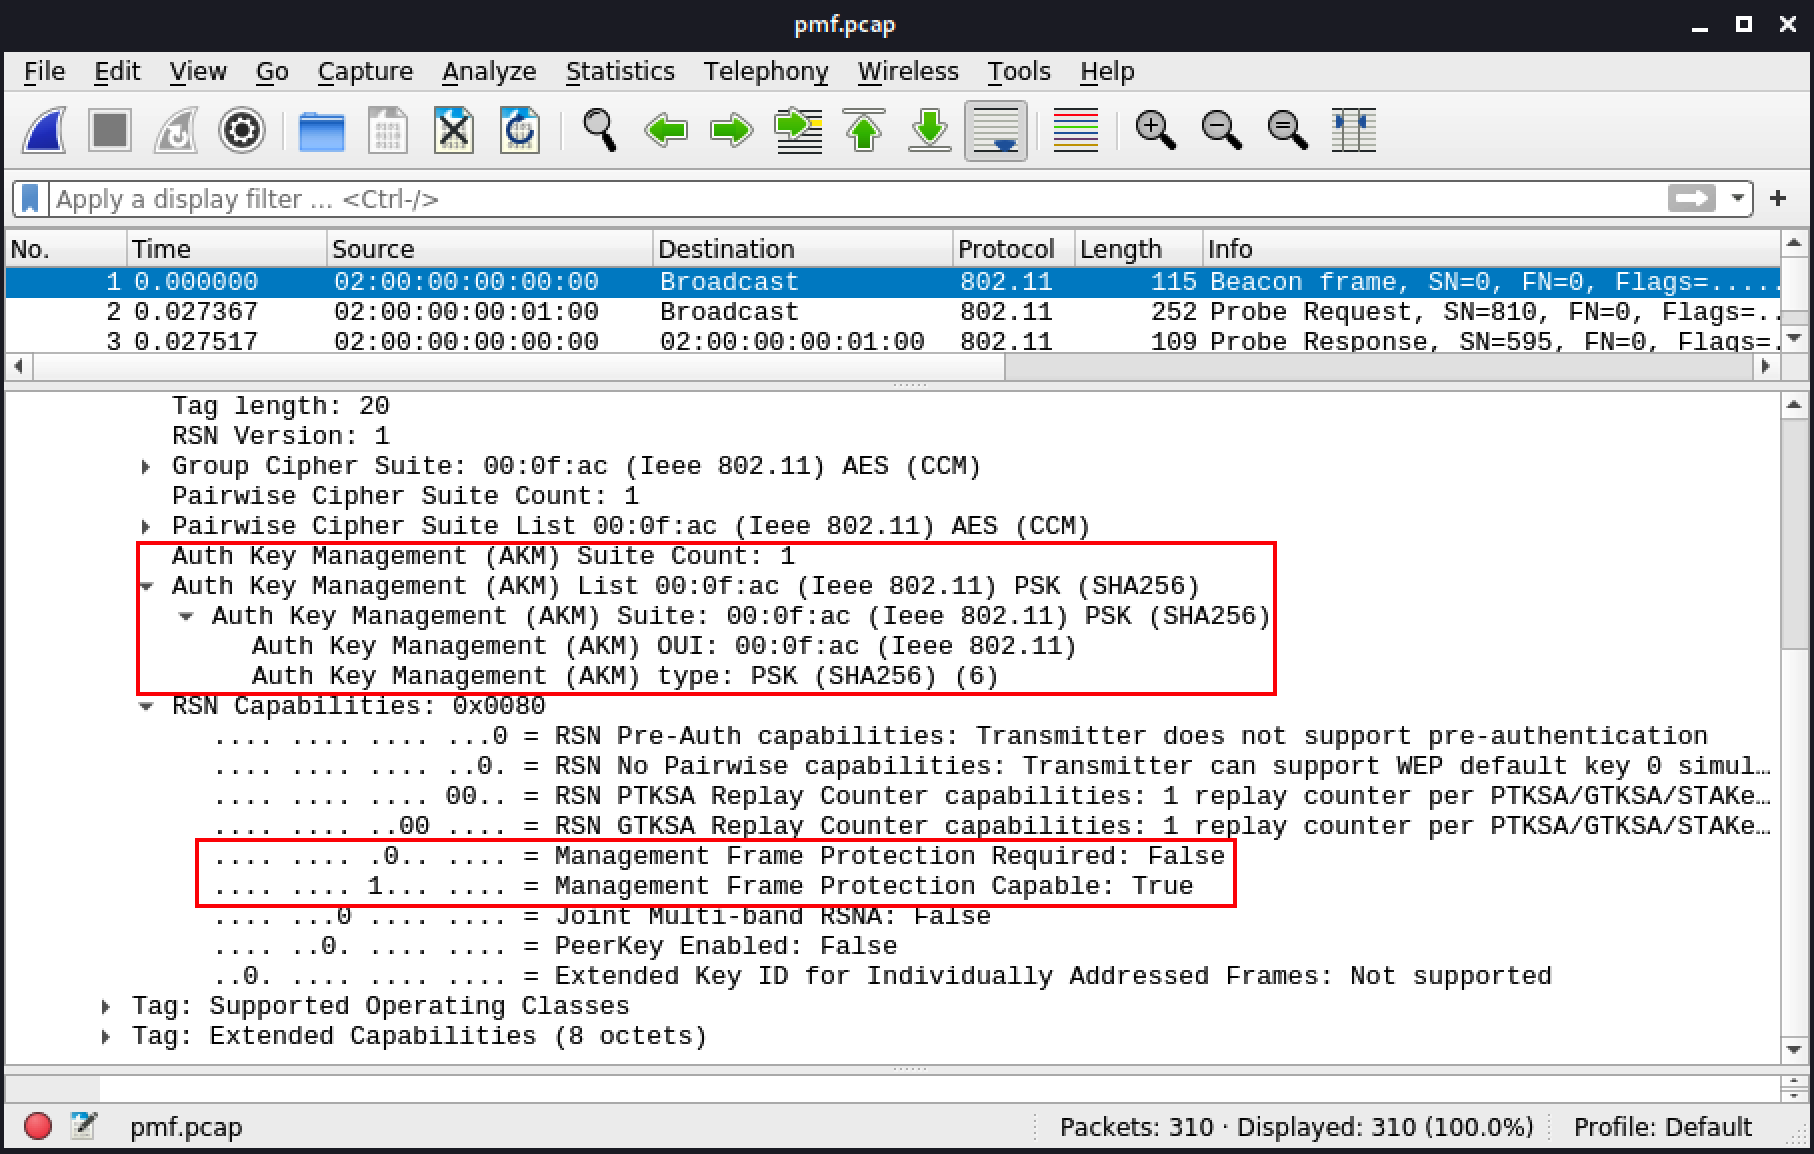 pmf.pcap
File Edit View Go Capture Analyze Statistics Telephony Wireless Tools Help
Apply a display filter ... <Ctrl-/>
No. Time Source Destination Protocol Length Info
1 0.000000 02:00:00:00:00:00 Broadcast 802.11 115 Beacon frame, SN=0, FN=0, Flags=.....
2 0.027367 02:00:00:00:01:00 Broadcast 802.11 252 Probe Request, SN=810, FN=0, Flags=..
3 0.027517 02:00:00:00:00:00 02:00:00:00:01:00 802.11 109 Probe Response, SN=595, FN=0, Flags=.
Tag length: 20
RSN Version: 1
Group Cipher Suite: 00:0f:ac (Ieee 802.11) AES (CCM)
Pairwise Cipher Suite Count: 1
Pairwise Cipher Suite List 00:0f:ac (Ieee 802.11) AES (CCM)
Auth Key Management (AKM) Suite Count: 1
Auth Key Management (AKM) List 00:0f:ac (Ieee 802.11) PSK (SHA256)
Auth Key Management (AKM) Suite: 00:0f:ac (Ieee 802.11) PSK (SHA256)
Auth Key Management (AKM) OUI: 00:0f:ac (Ieee 802.11)
Auth Key Management (AKM) type: PSK (SHA256) (6)
RSN Capabilities: 0x0080
.... .... .... ...0 = RSN Pre-Auth capabilities: Transmitter does not support pre-authentication
.... .... .... ..0. = RSN No Pairwise capabilities: Transmitter can support WEP default key 0 simul…
.... .... .... 00.. = RSN PTKSA Replay Counter capabilities: 1 replay counter per PTKSA/GTKSA/STAKe…
.... .... ..00 .... = RSN GTKSA Replay Counter capabilities: 1 replay counter per PTKSA/GTKSA/STAKe…
.... .... .0.. .... = Management Frame Protection Required: False
.... .... 1... .... = Management Frame Protection Capable: True
.... ...0 .... .... = Joint Multi-band RSNA: False
.... ..0. .... .... = PeerKey Enabled: False
..0. .... .... .... = Extended Key ID for Individually Addressed Frames: Not supported
Tag: Supported Operating Classes
Tag: Extended Capabilities (8 octets)
pmf.pcap Packets: 310 · Displayed: 310 (100.0%) Profile: Default